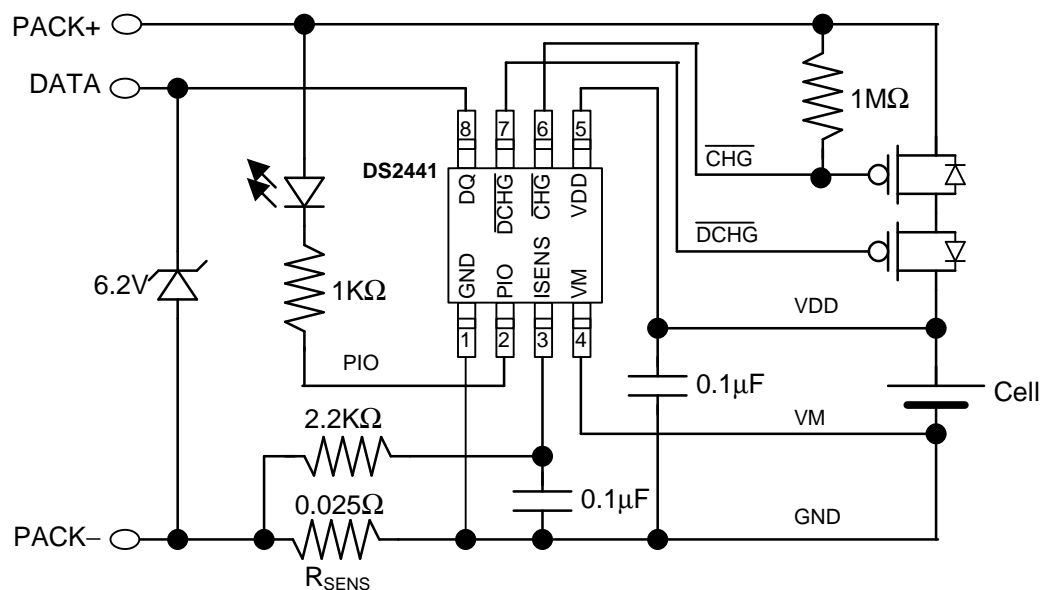 PACK+
DATA
8
7
6
5
1MΩ
CHG
DS2441
DQ
DCHG
CHG
VDD
DCHG
6.2V
1KΩ
GND
PIO
ISENS
VM
VDD
1
2
3
4
PIO
0.1µF
Cell
2.2KΩ
VM
0.025Ω
0.1µF
GND
PACK–
RSENS